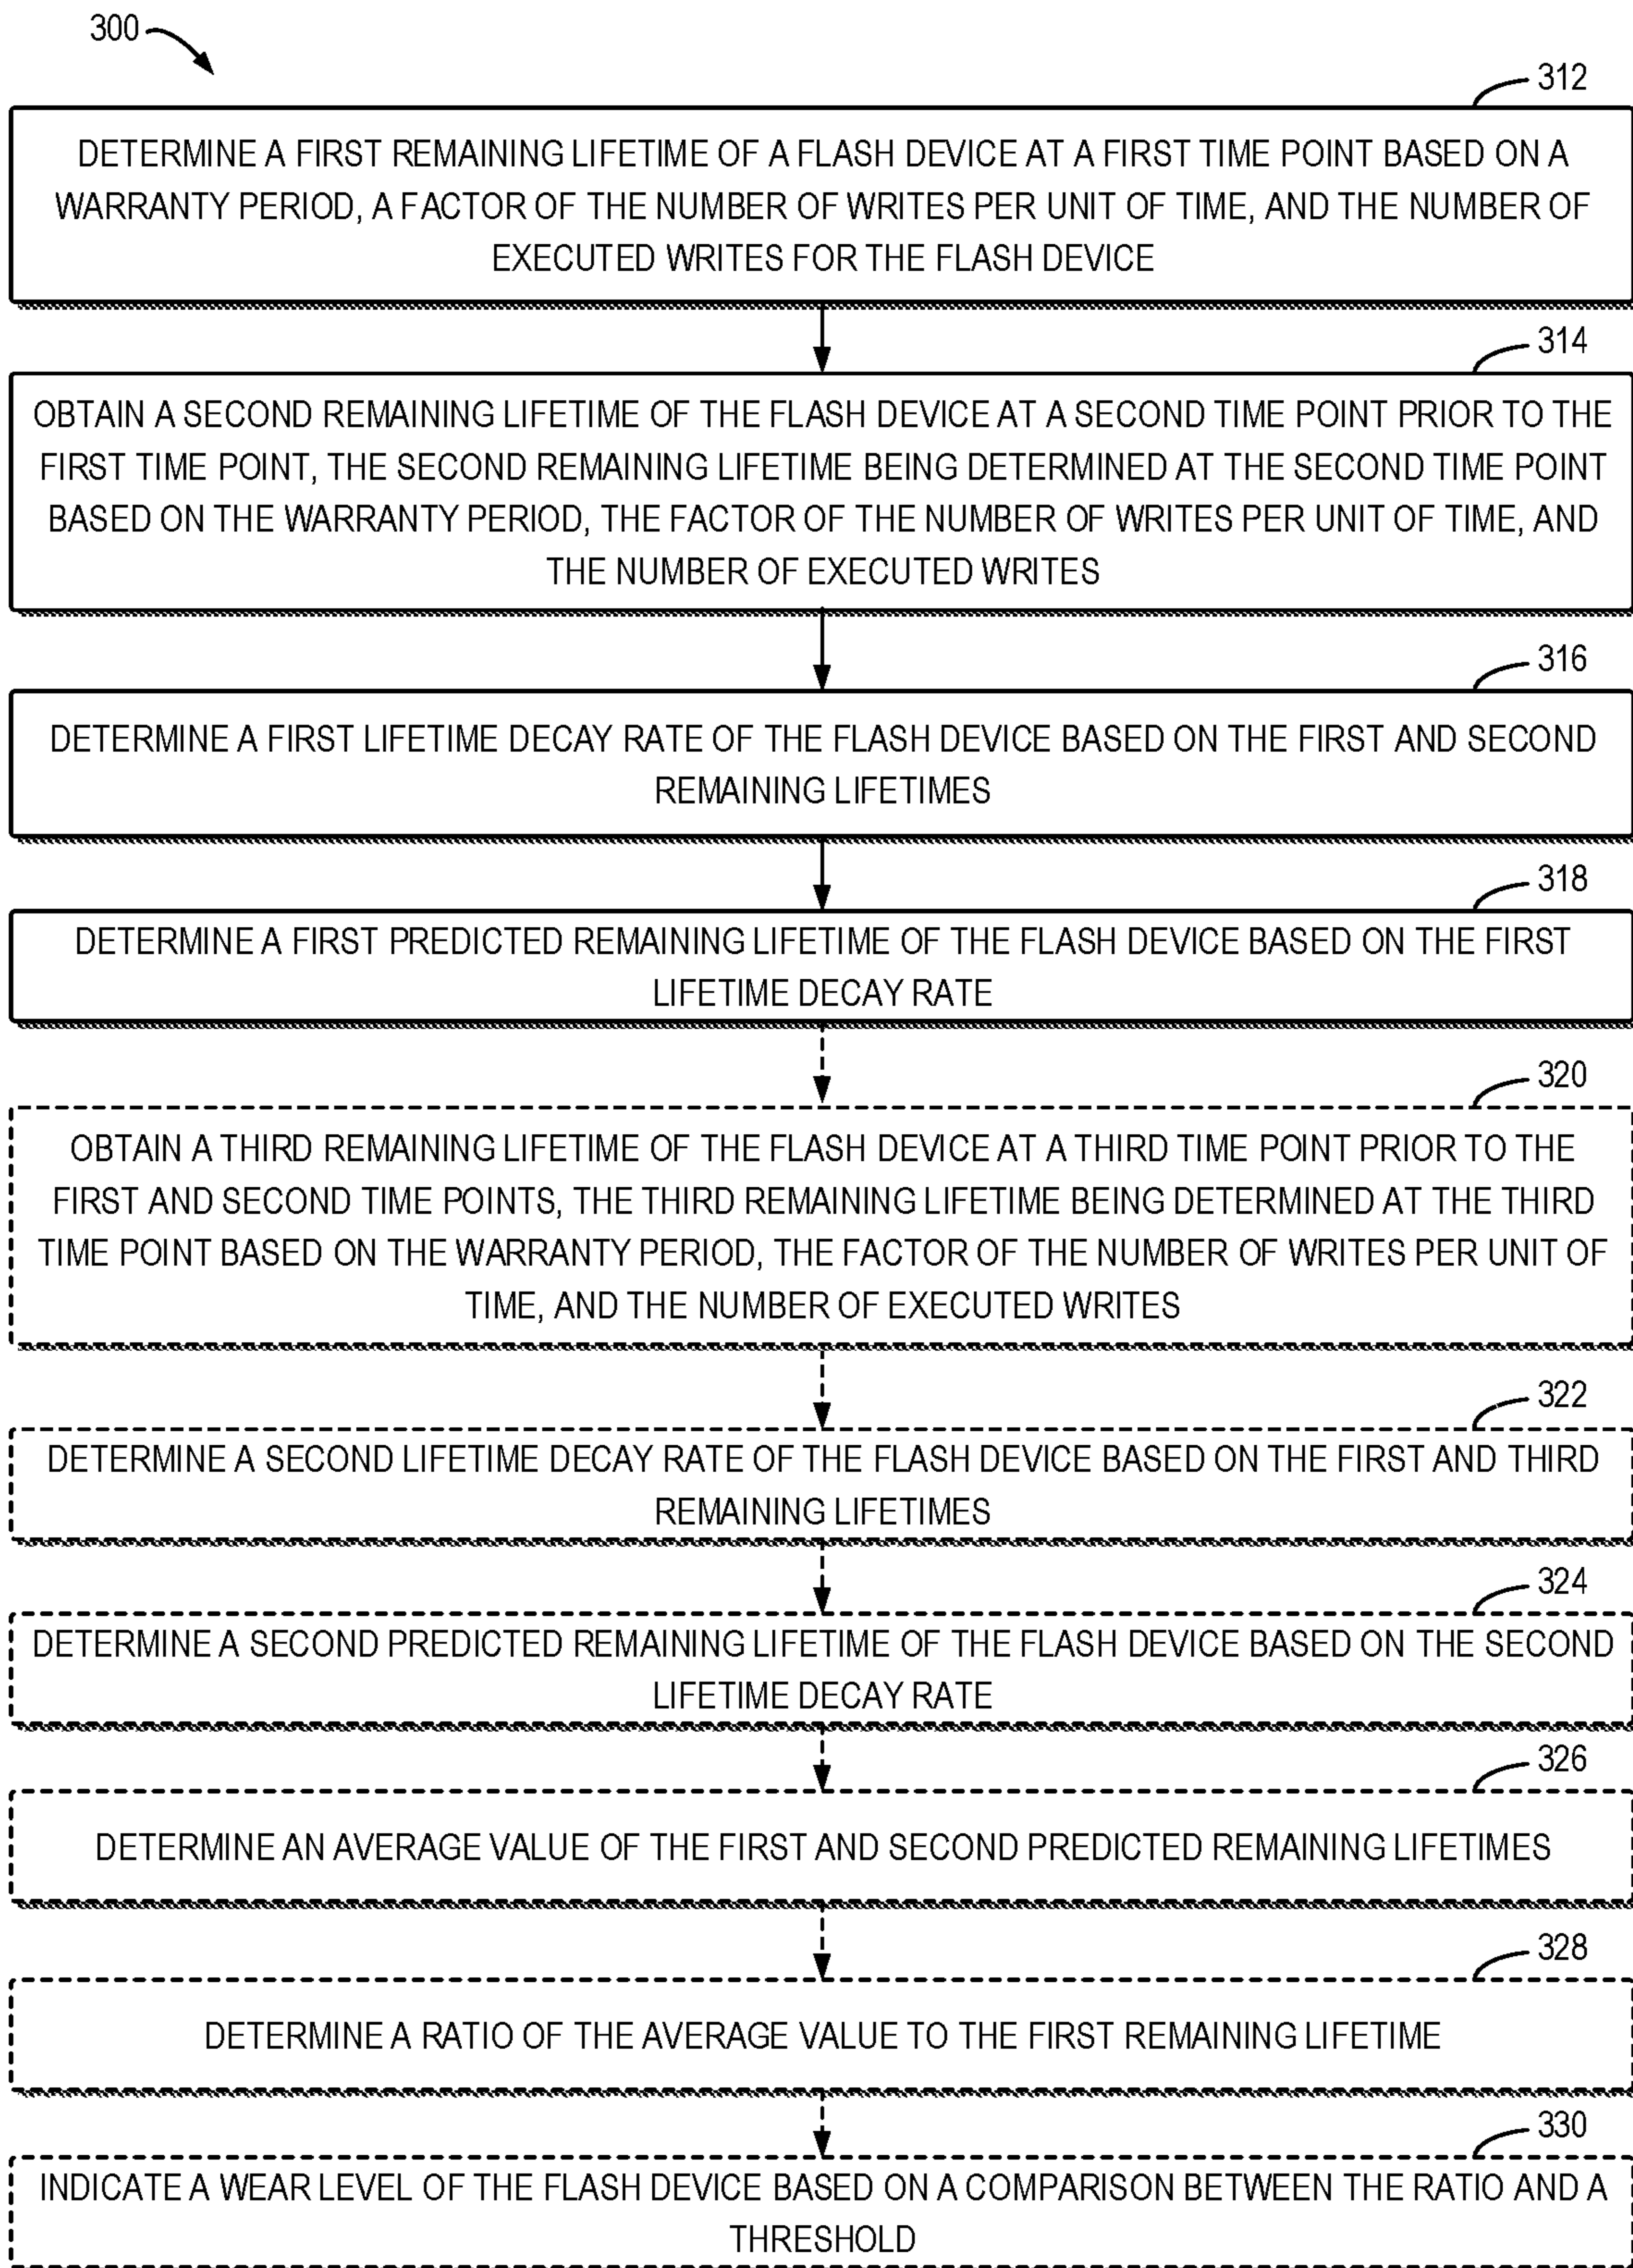 300
312
DETERMINE A FIRST REMAINING LIFETIME OF A FLASH DEVICE AT A FIRST TIME POINT BASED ON A
WARRANTY PERIOD, A FACTOR OF THE NUMBER OF WRITES PER UNIT OF TIME, AND THE NUMBER OF
EXECUTED WRITES FOR THE FLASH DEVICE
314
OBTAIN A SECOND REMAINING LIFETIME OF THE FLASH DEVICE AT A SECOND TIME POINT PRIOR TO THE
FIRST TIME POINT, THE SECOND REMAINING LIFETIME BEING DETERMINED AT THE SECOND TIME POINT
BASED ON THE WARRANTY PERIOD, THE FACTOR OF THE NUMBER OF WRITES PER UNIT OF TIME, AND
THE NUMBER OF EXECUTED WRITES
316
DETERMINE A FIRST LIFETIME DECAY RATE OF THE FLASH DEVICE BASED ON THE FIRST AND SECOND
REMAINING LIFETIMES
318
DETERMINE A FIRST PREDICTED REMAINING LIFETIME OF THE FLASH DEVICE BASED ON THE FIRST
LIFETIME DECAY RATE
320
OBTAIN A THIRD REMAINING LIFETIME OF THE FLASH DEVICE AT A THIRD TIME POINT PRIOR TO THE
FIRST AND SECOND TIME POINTS, THE THIRD REMAINING LIFETIME BEING DETERMINED AT THE THIRD
TIME POINT BASED ON THE WARRANTY PERIOD, THE FACTOR OF THE NUMBER OF WRITES PER UNIT OF
TIME, AND THE NUMBER OF EXECUTED WRITES
322
DETERMINE A SECOND LIFETIME DECAY RATE OF THE FLASH DEVICE BASED ON THE FIRST AND THIRD
REMAINING LIFETIMES
324
DETERMINE A SECOND PREDICTED REMAINING LIFETIME OF THE FLASH DEVICE BASED ON THE SECOND
LIFETIME DECAY RATE
326
DETERMINE AN AVERAGE VALUE OF THE FIRST AND SECOND PREDICTED REMAINING LIFETIMES
328
DETERMINE A RATIO OF THE AVERAGE VALUE TO THE FIRST REMAINING LIFETIME
330
INDICATE A WEAR LEVEL OF THE FLASH DEVICE BASED ON A COMPARISON BETWEEN THE RATIO AND A
THRESHOLD